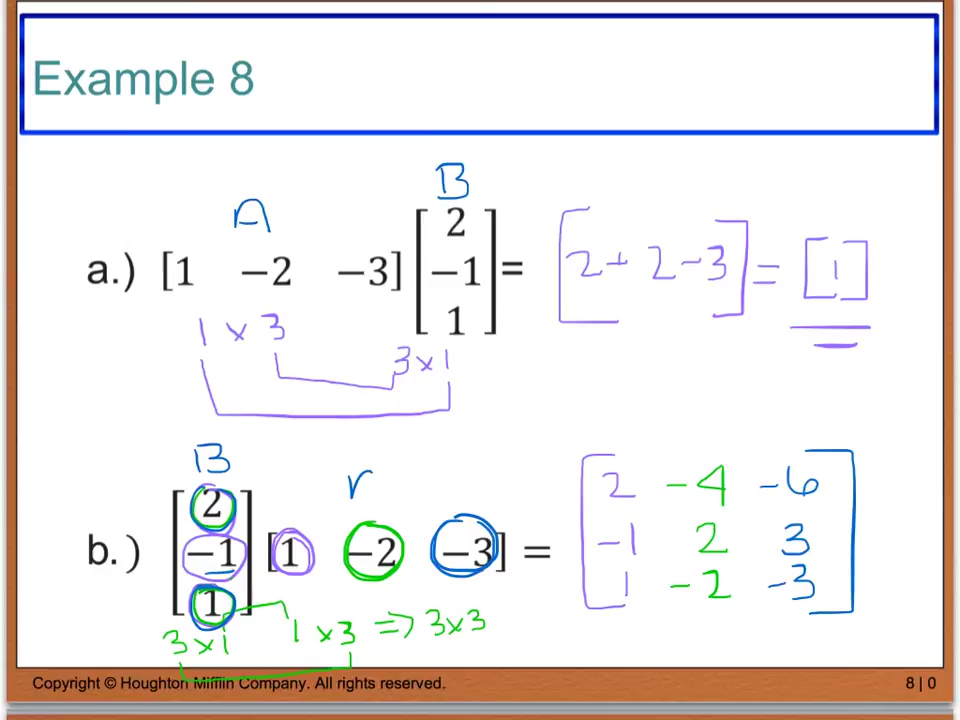 Example 8
A B
a.) [1 −2 −3] [2 −1 1] = [2 + 2 − 3] = [1]
1 x 3 3 x 1
B r
b.) [2 −1 1] [1 −2 −3] = [2 −4 −6
−1 2 3
1 −2 −3]
3 x 1 1 x 3 => 3x3
Copyright © Houghton Mifflin Company. All rights reserved. 8 | 0